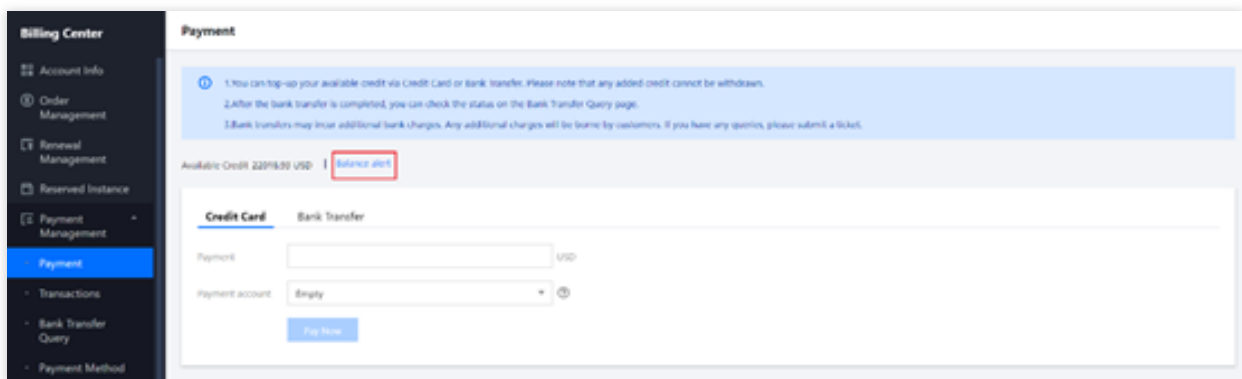 Billing Center
Account Info
Order
Management
Renewal
Management
Reserved Instance
Payment
Management
Payment
Transactions
Bank Transfer
Query
Payment Method
Payment
1.You can top-up your available credit via Credit Card or Bank Transfer. Please note that any added credit cannot be withdrawn.
2.After the bank transfer is completed, you can check the status on the Bank Transfer Query page.
3.Bank transfers may incur additional bank charges. Any additional charges will be borne by customers. If you have any queries, please submit a ticket.
Available Credit USD | Balance alert
Credit Card Bank Transfer
Payment USD
Payment account Empty
Pay Now